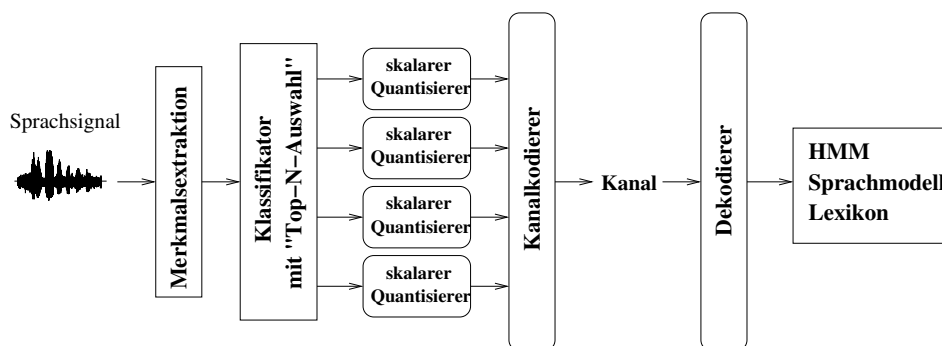 Sprachsignal
Merkmalsextraktion
Klassifikator
mit "Top−N−Auswahl"
skalarer
Quantisierer
skalarer
Quantisierer
skalarer
Quantisierer
skalarer
Quantisierer
Kanalkodierer
Kanal
Dekodierer
HMM
Sprachmodell
Lexikon